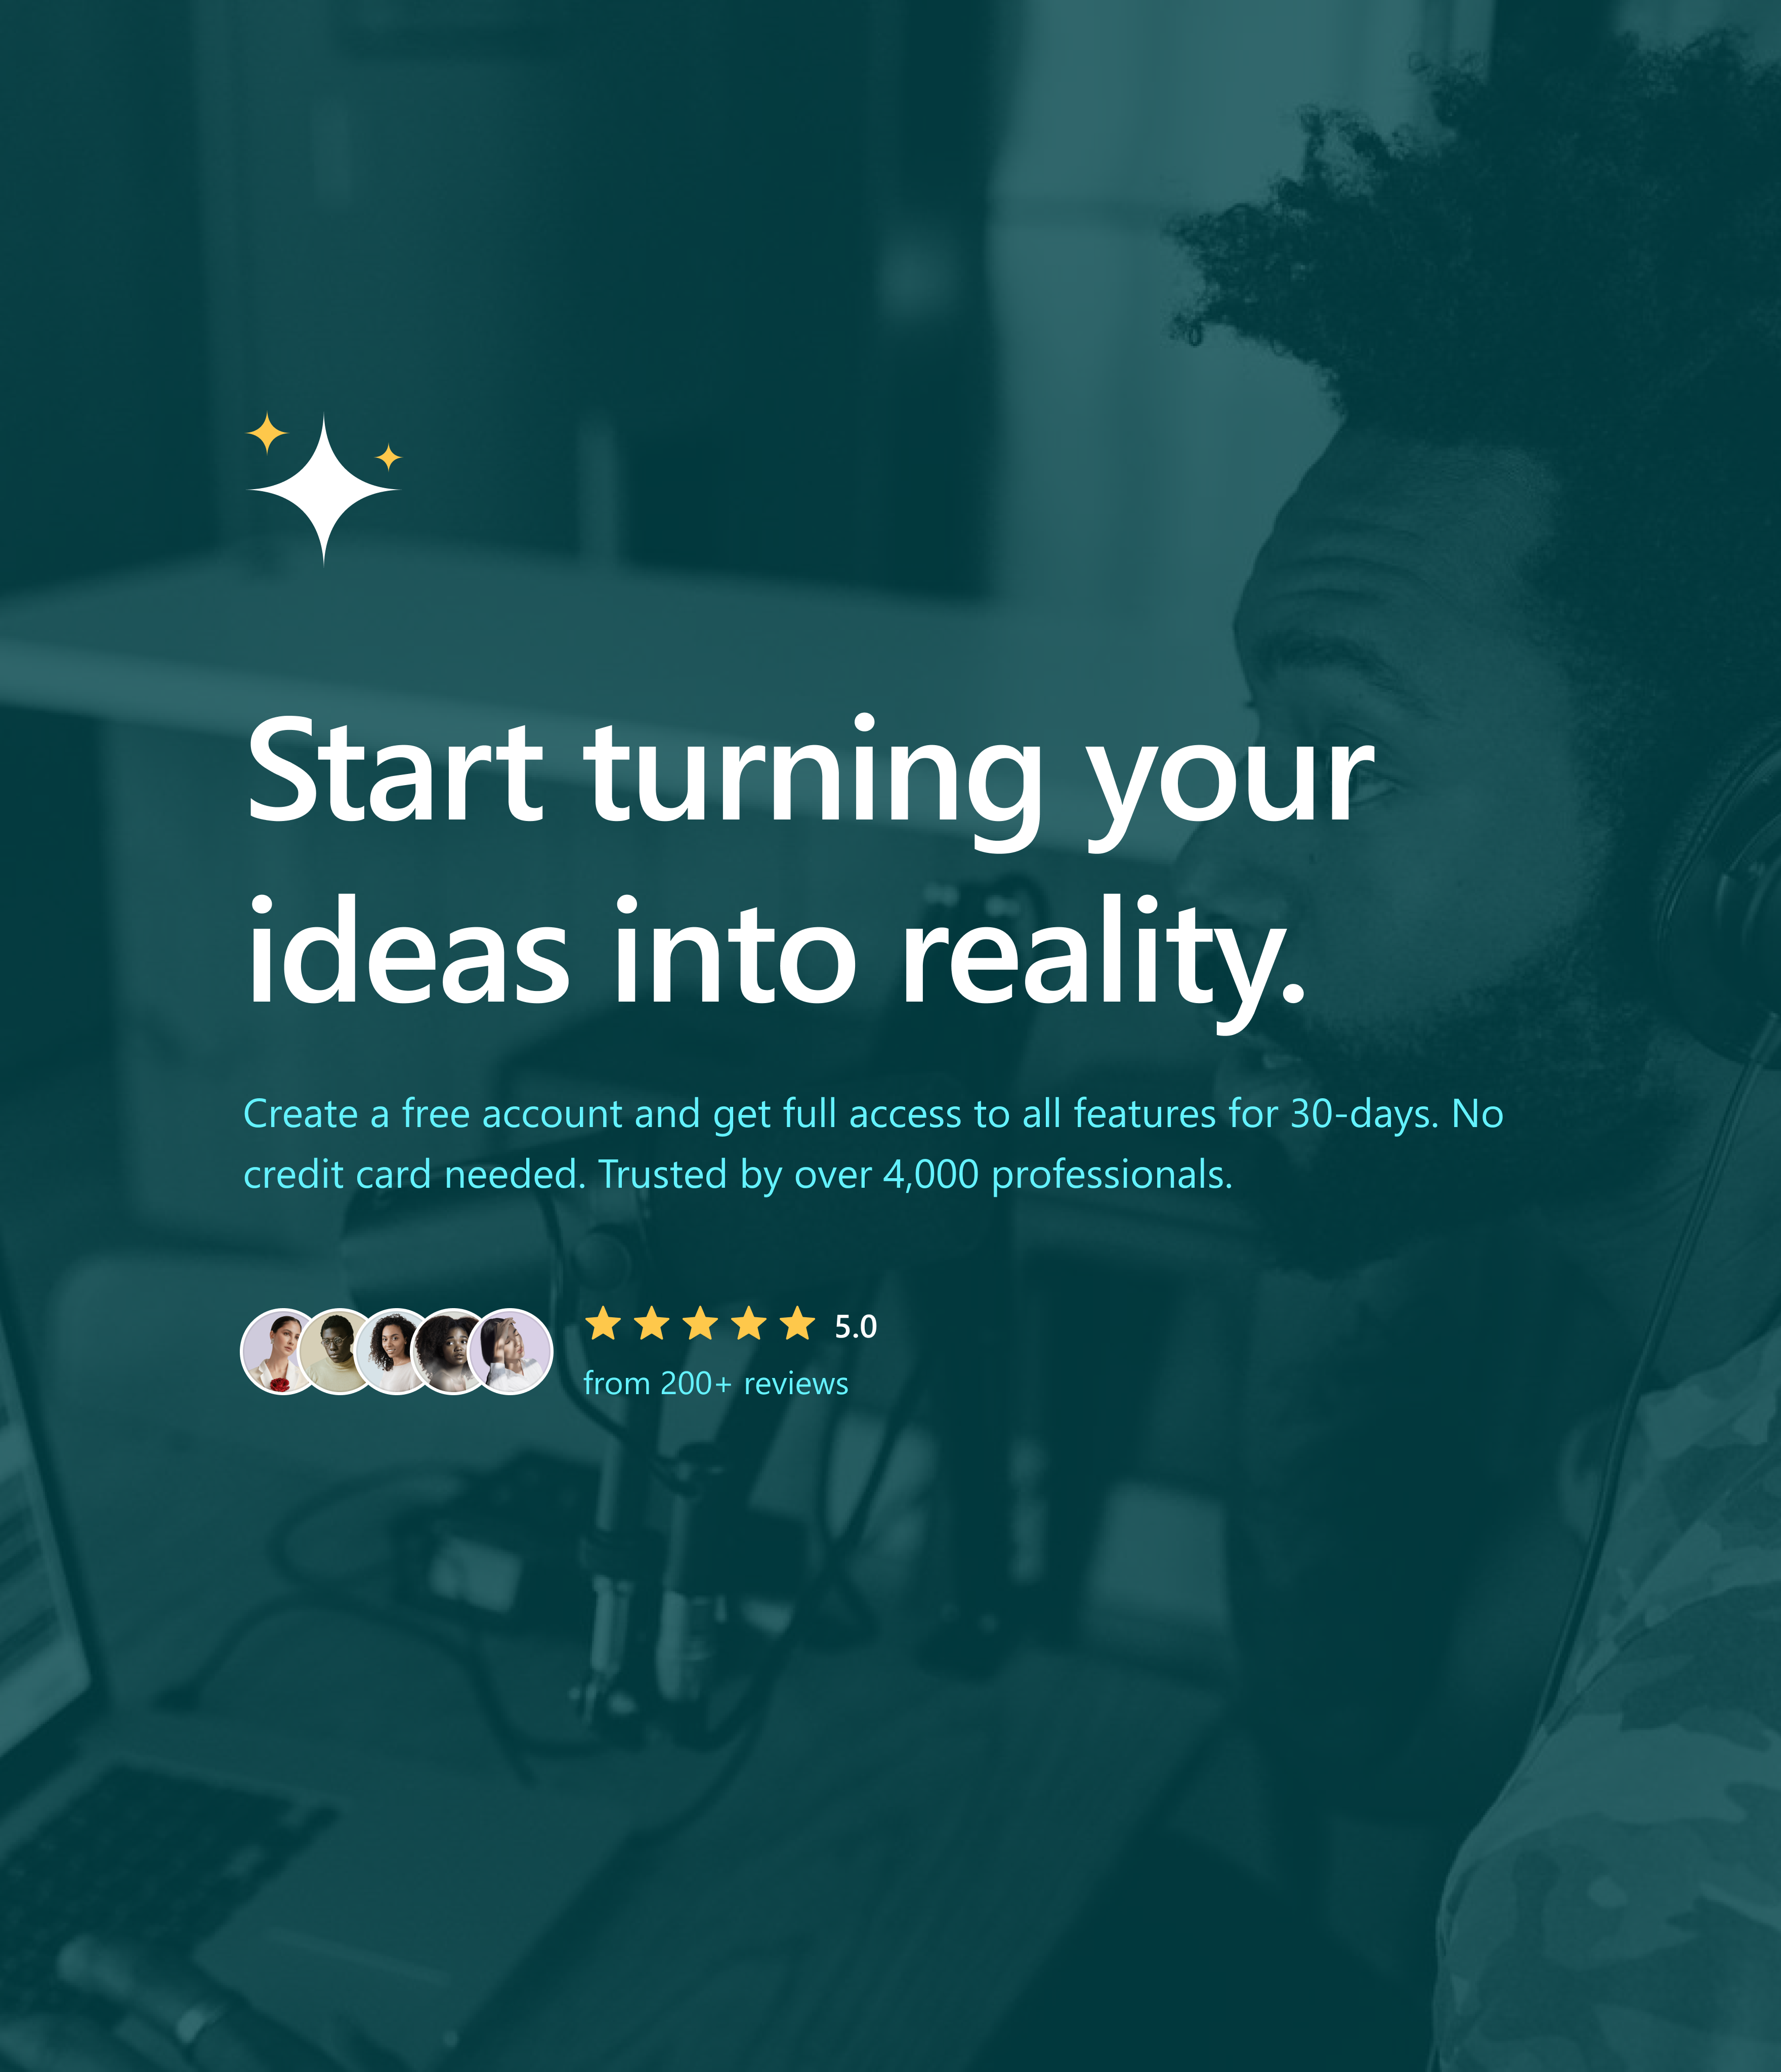 Start turning your
ideas into reality.
Create a free account and get full access to all features for 30-days. No
credit card needed. Trusted by over 4,000 professionals.
5.0
from 200+ reviews